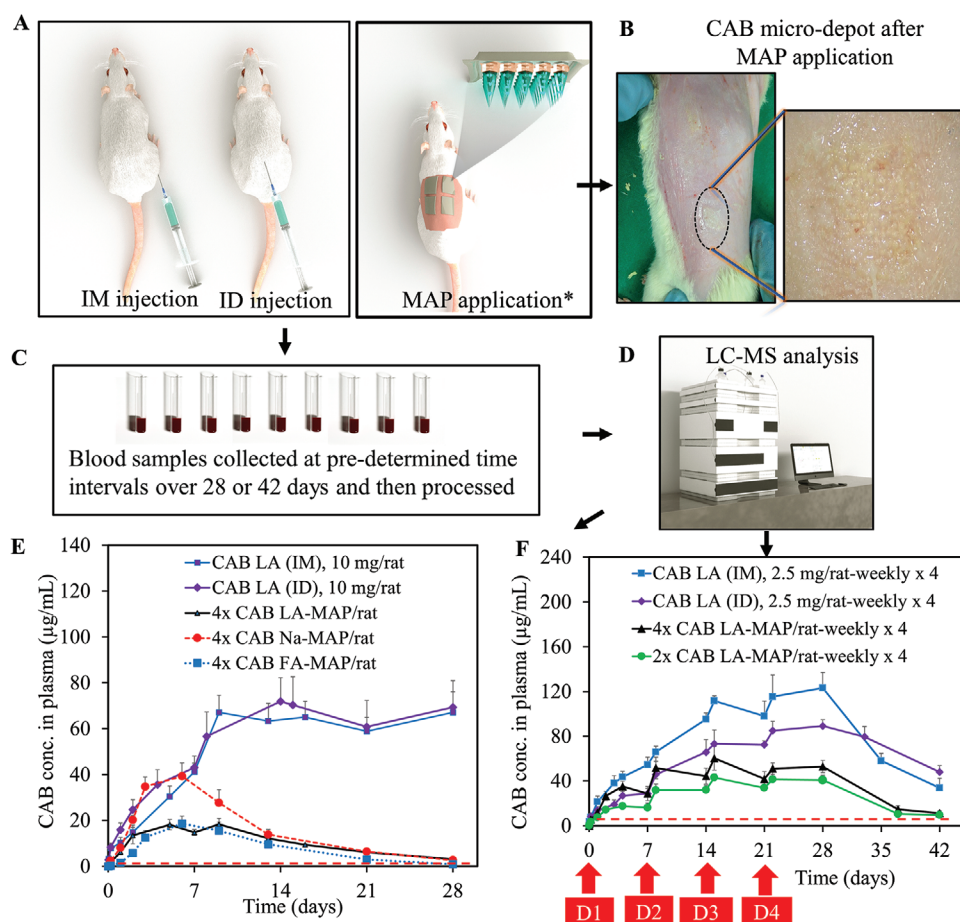 A
IM injection
ID injection
MAP application*
B
CAB micro-depot after
MAP application
C
Blood samples collected at pre-determined time
intervals over 28 or 42 days and then processed
D
LC-MS analysis
E
CAB conc. in plasma (µg/mL)
140
120
100
80
60
40
20
0
CAB LA (IM), 10 mg/rat
CAB LA (ID), 10 mg/rat
4x CAB LA-MAP/rat
4x CAB Na-MAP/rat
4x CAB FA-MAP/rat
0 7 14 21 28
Time (days)
F
CAB conc. in plasma (µg/mL)
240
200
160
120
80
40
0
CAB LA (IM), 2.5 mg/rat-weekly x 4
CAB LA (ID), 2.5 mg/rat-weekly x 4
4x CAB LA-MAP/rat-weekly x 4
2x CAB LA-MAP/rat-weekly x 4
0 7 14 21 28 35 42
Time (days)
D1 D2 D3 D4